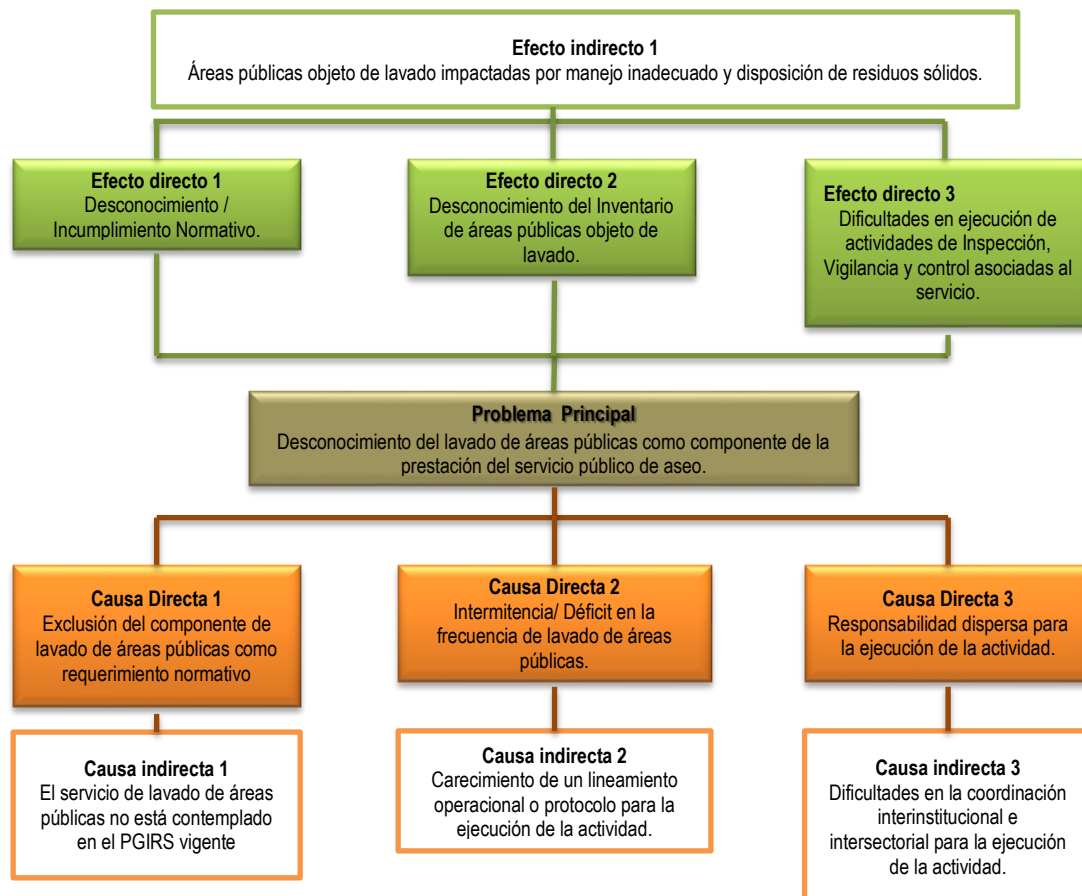 Efecto indirecto 1
Áreas públicas objeto de lavado impactadas por manejo inadecuado y disposición de residuos sólidos.
Efecto directo 1
Desconocimiento /
Incumplimiento Normativo.
Efecto directo 2
Desconocimiento del Inventario
de áreas públicas objeto de
lavado.
Efecto directo 3
Dificultades en ejecución de
actividades de Inspección,
Vigilancia y control asociadas al
servicio.
Problema Principal
Desconocimiento del lavado de áreas públicas como componente de la
prestación del servicio público de aseo.
Causa Directa 1
Exclusión del componente de
lavado de áreas públicas como
requerimiento normativo
Causa Directa 2
Intermitencia/ Déficit en la
frecuencia de lavado de áreas
públicas.
Causa Directa 3
Responsabilidad dispersa para
la ejecución de la actividad.
Causa indirecta 1
El servicio de lavado de áreas
públicas no está contemplado
en el PGIRS vigente
Causa indirecta 2
Carecimiento de un lineamiento
operacional o protocolo para la
ejecución de la actividad.
Causa indirecta 3
Dificultades en la coordinación
interinstitucional e
intersectorial para la ejecución
de la actividad.